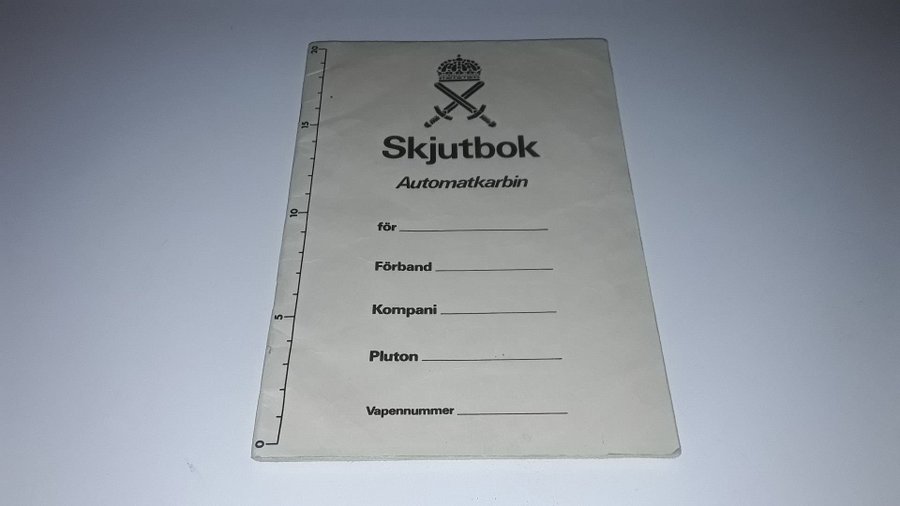 Skjutbok
Automatkarbin
för
Förband
Kompani
Pluton
Vapennummer
20
15
10
5
0